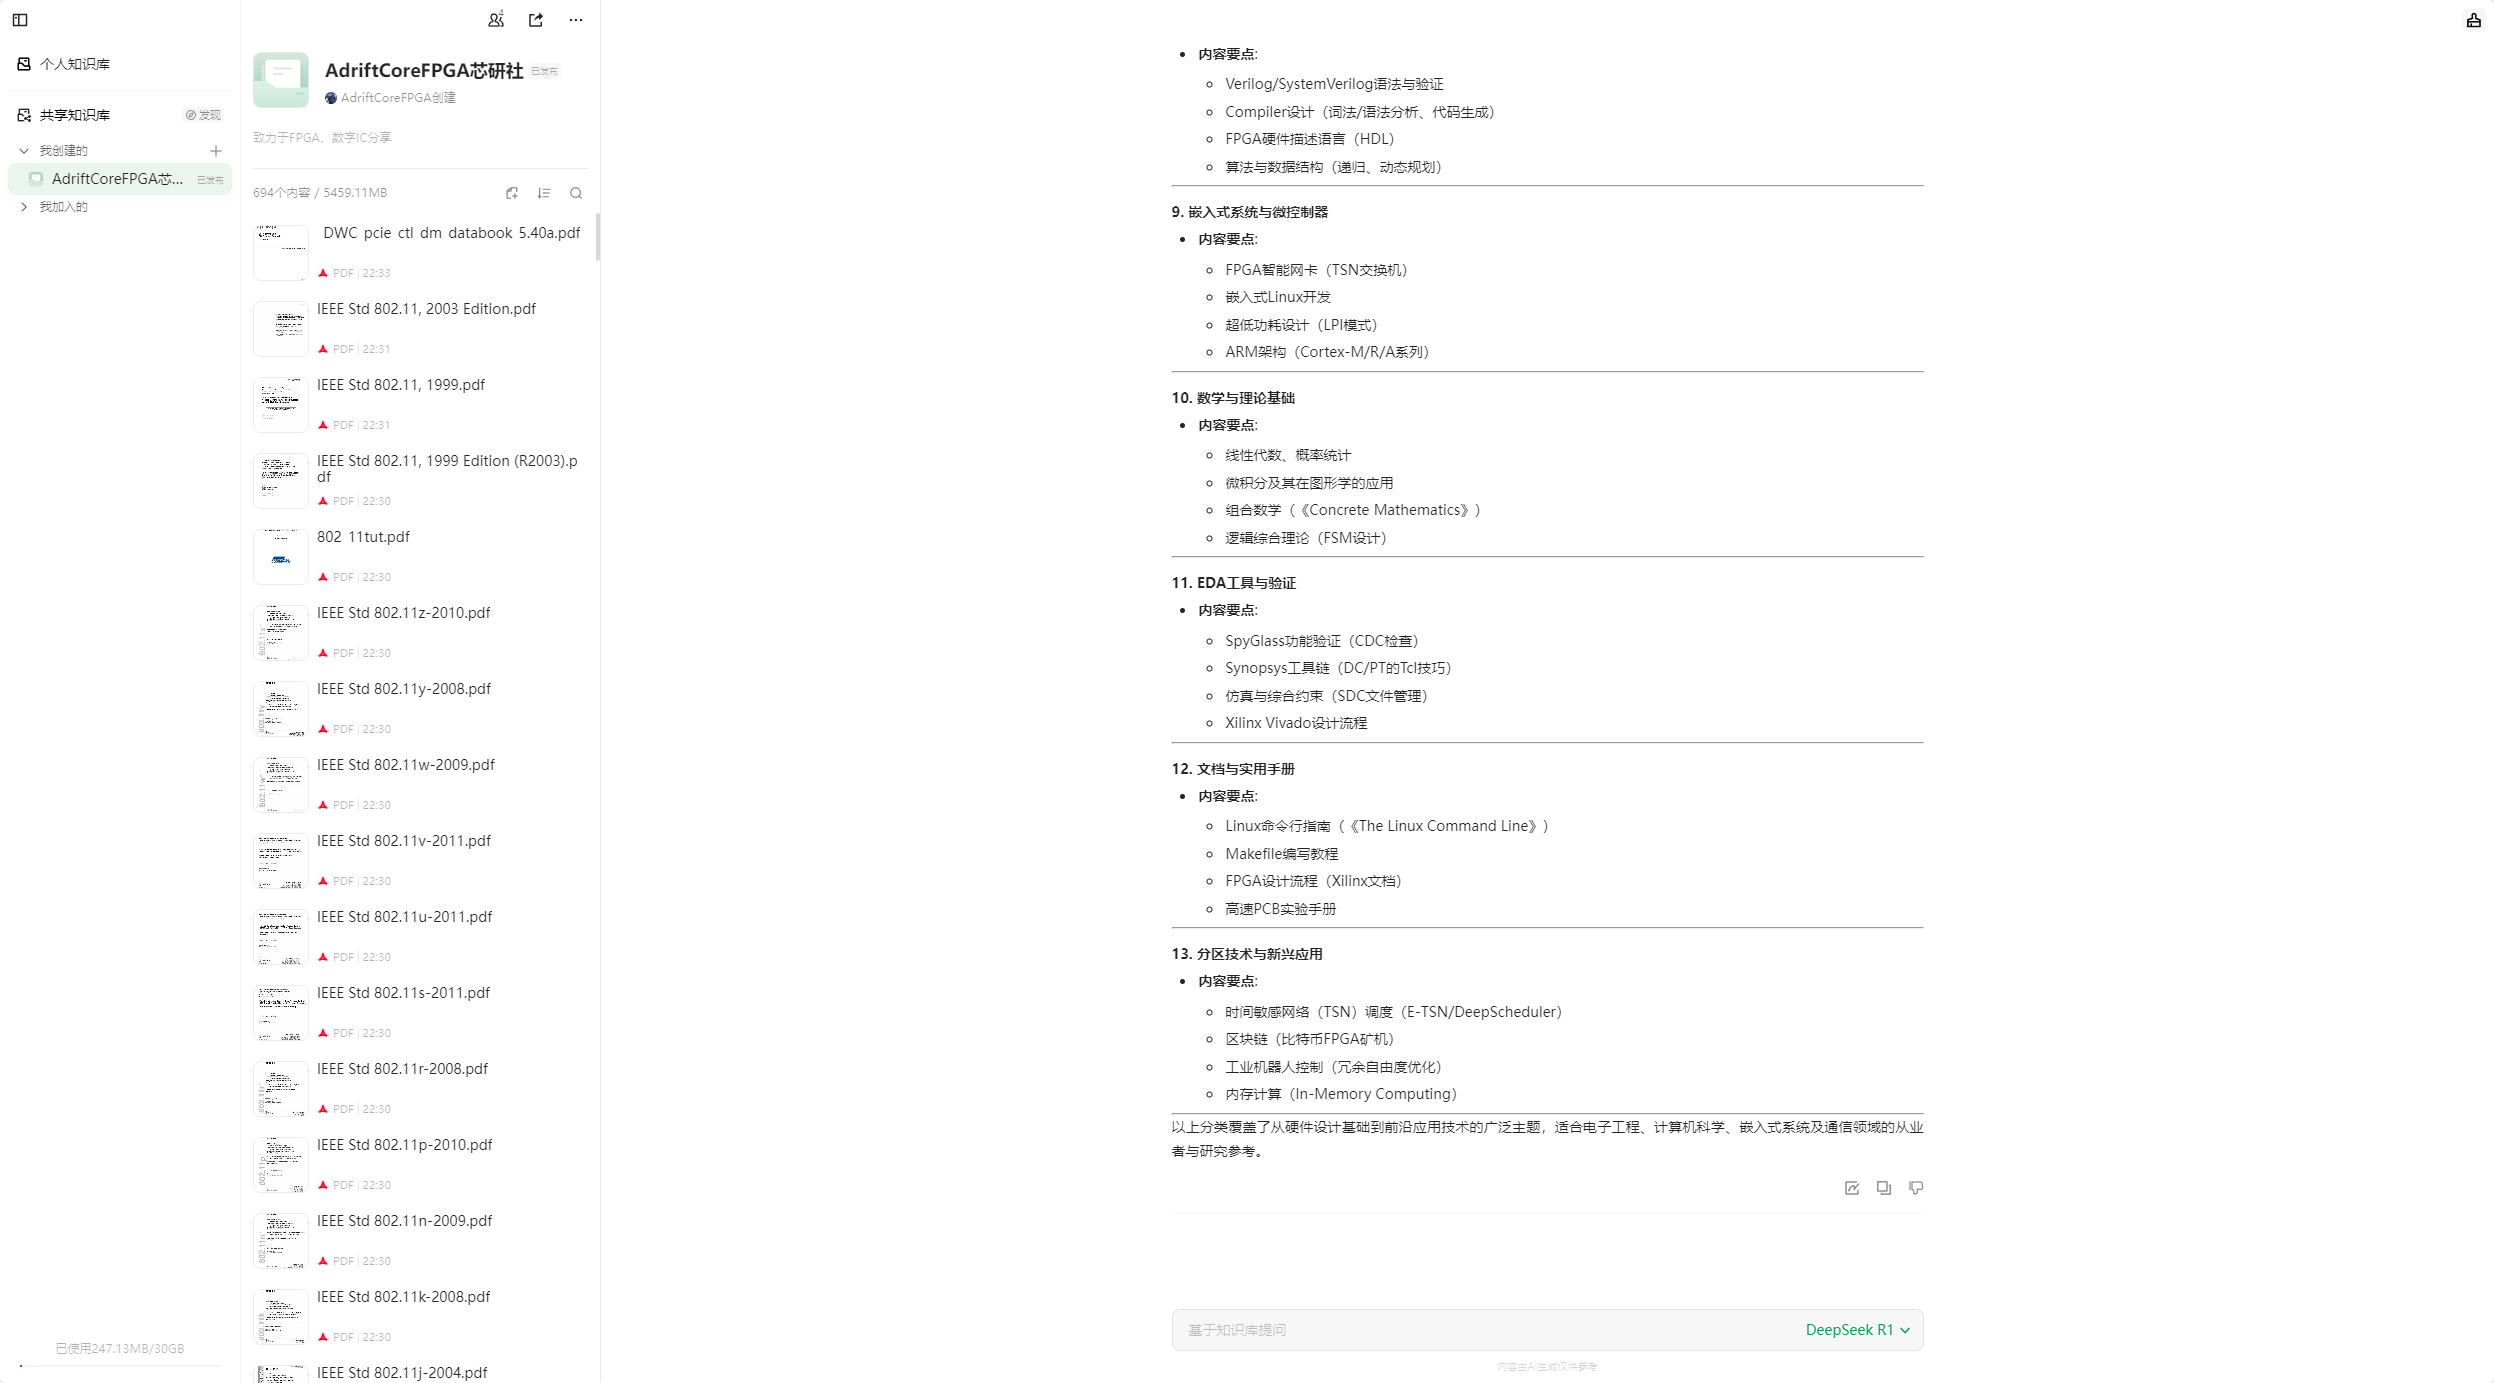 个人知识库
共享知识库
发现
我创建的
AdriftCoreFPGA芯... 已发布
我加入的
已使用247.13MB/30GB
4
AdriftCoreFPGA芯研社 已发布
AdriftCoreFPGA创建
致力于FPGA、数字IC分享
694个内容 / 5459.11MB
DWC_pcie_ctl_dm_databook_5.40a.pdf
PDF | 22:33
IEEE Std 802.11, 2003 Edition.pdf
PDF | 22:31
IEEE Std 802.11, 1999.pdf
PDF | 22:31
IEEE Std 802.11, 1999 Edition (R2003).p
df
PDF | 22:30
802_11tut.pdf
PDF | 22:30
IEEE Std 802.11z-2010.pdf
PDF | 22:30
IEEE Std 802.11y-2008.pdf
PDF | 22:30
IEEE Std 802.11w-2009.pdf
PDF | 22:30
IEEE Std 802.11v-2011.pdf
PDF | 22:30
IEEE Std 802.11u-2011.pdf
PDF | 22:30
IEEE Std 802.11s-2011.pdf
PDF | 22:30
IEEE Std 802.11r-2008.pdf
PDF | 22:30
IEEE Std 802.11p-2010.pdf
PDF | 22:30
IEEE Std 802.11n-2009.pdf
PDF | 22:30
IEEE Std 802.11k-2008.pdf
PDF | 22:30
IEEE Std 802.11j-2004.pdf
内容要点:
Verilog/SystemVerilog语法与验证
Compiler设计（词法/语法分析、代码生成）
FPGA硬件描述语言（HDL）
算法与数据结构（递归、动态规划）
9. 嵌入式系统与微控制器
内容要点:
FPGA智能网卡（TSN交换机）
嵌入式Linux开发
超低功耗设计（LPI模式）
ARM架构（Cortex-M/R/A系列）
10. 数学与理论基础
内容要点:
线性代数、概率统计
微积分及其在图形学的应用
组合数学（《Concrete Mathematics》）
逻辑综合理论（FSM设计）
11. EDA工具与验证
内容要点:
SpyGlass功能验证（CDC检查）
Synopsys工具链（DC/PT的Tcl技巧）
仿真与综合约束（SDC文件管理）
Xilinx Vivado设计流程
12. 文档与实用手册
内容要点:
Linux命令行指南（《The Linux Command Line》）
Makefile编写教程
FPGA设计流程（Xilinx文档）
高速PCB实验手册
13. 分区技术与新兴应用
内容要点:
时间敏感网络（TSN）调度（E-TSN/DeepScheduler）
区块链（比特币FPGA矿机）
工业机器人控制（冗余自由度优化）
内存计算（In-Memory Computing）
以上分类覆盖了从硬件设计基础到前沿应用技术的广泛主题，适合电子工程、计算机科学、嵌入式系统及通信领域的从业
者与研究参考。
基于知识库提问
DeepSeek R1
内容由AI生成仅供参考